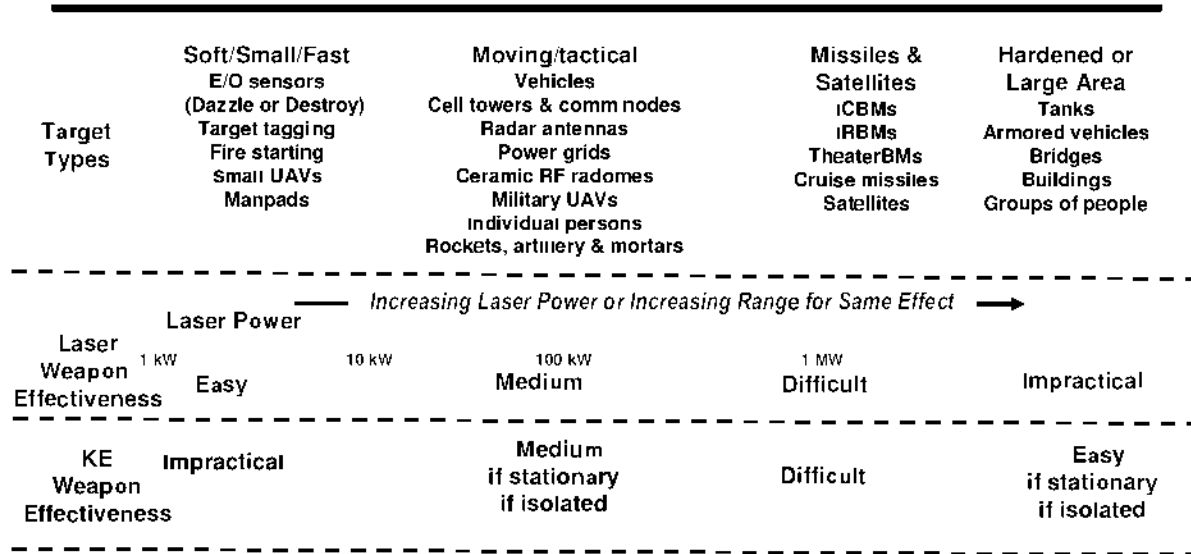 Target
Types
Soft/Small/Fast
E/O sensors
(Dazzle or Destroy)
Target tagging
Fire starting
Small UAVs
Manpads
Moving/tactical
Vehicles
Cell towers & comm nodes
Radar antennas
Power grids
Ceramic RF radomes
Military UAVs
Individual persons
Rockets, artillery & mortars
Missiles &
Satellites
ICBMs
IRBMs
TheaterBMs
Cruise missiles
Satellites
Hardened or
Large Area
Tanks
Armored vehicles
Bridges
Buildings
Groups of people
Increasing Laser Power or Increasing Range for Same Effect
Laser Power
Laser
Weapon
Effectiveness
1 kW 10 kW 100 kW 1 MW
Easy Medium Difficult Impractical
KE
Weapon
Effectiveness
Impractical
Medium
if stationary
if isolated
Difficult
Easy
if stationary
if isolated